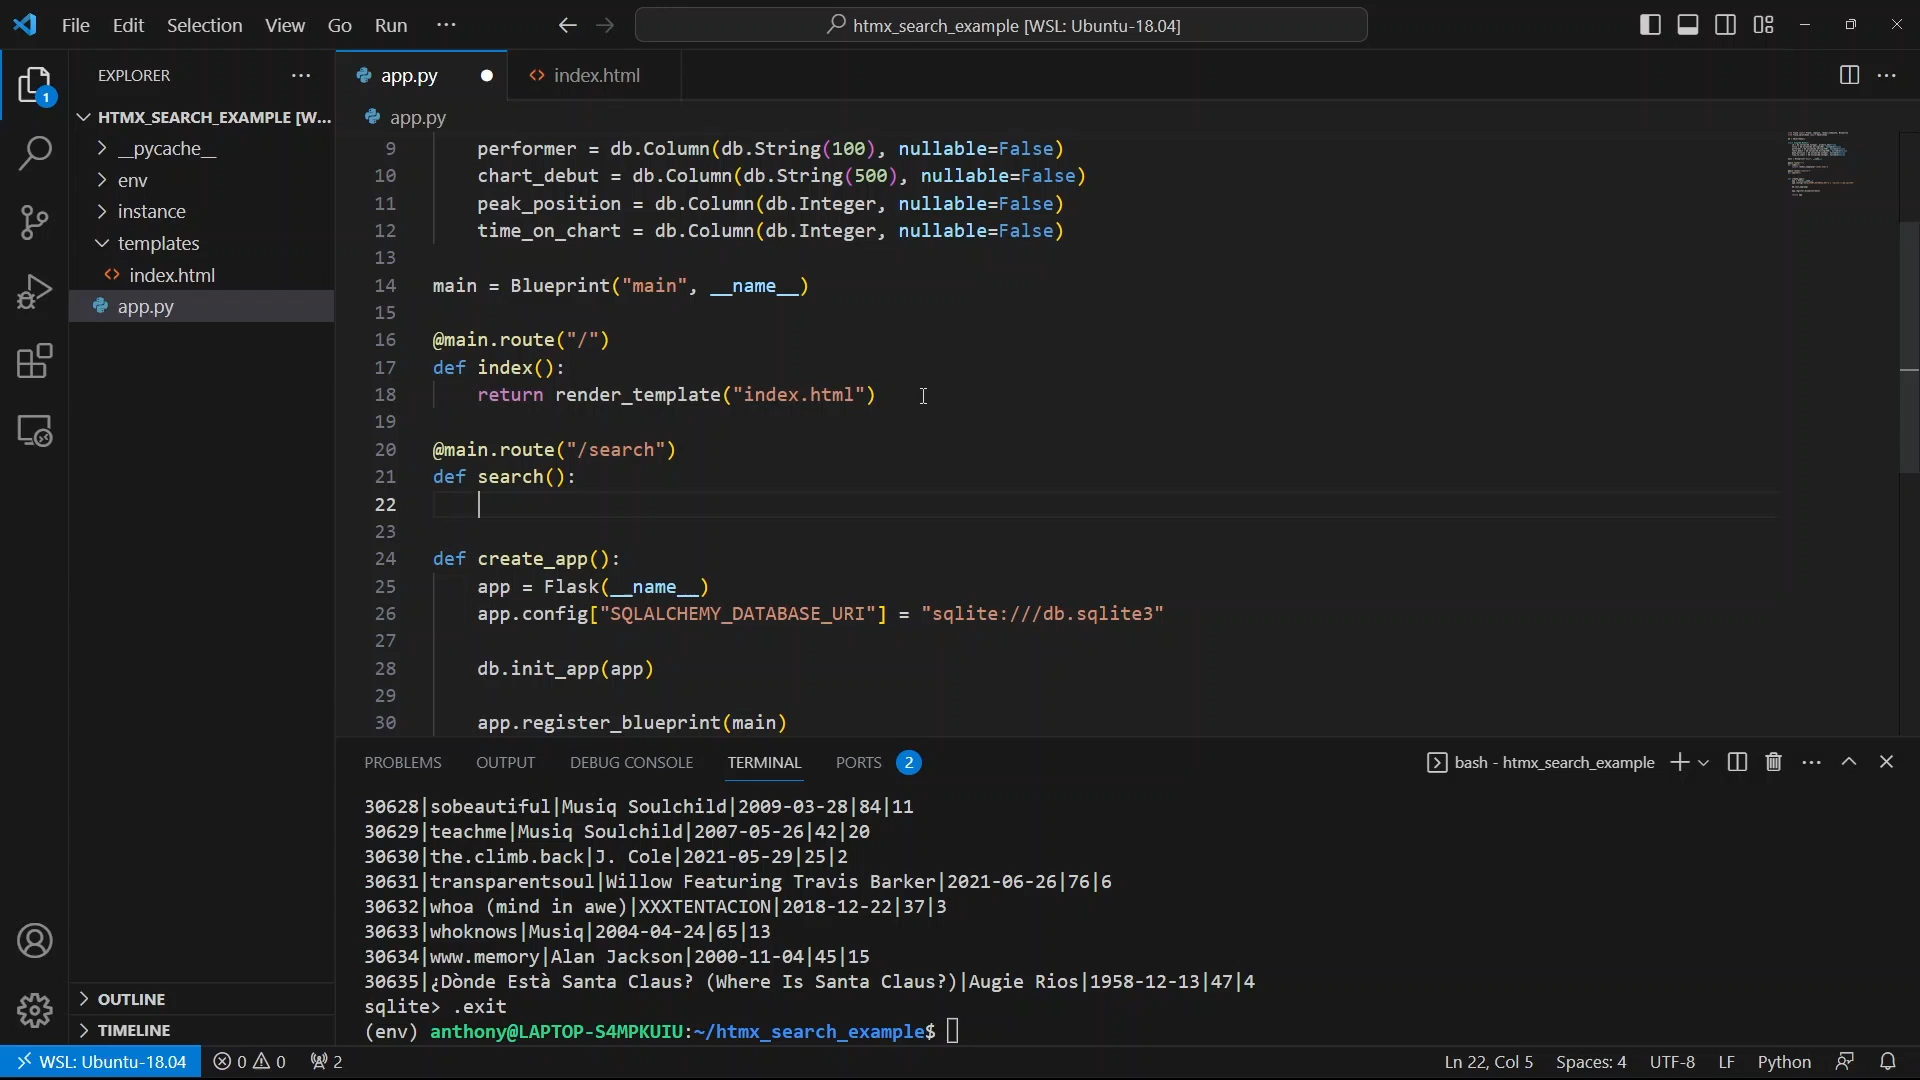 File Edit Selection View Go Run ...
htmx_search_example [WSL: Ubuntu-18.04]
EXPLORER
app.py
index.html
1
HTMX_SEARCH_EXAMPLE [W...
app.py
__pycache__
env
instance
templates
index.html
app.py
9 performer = db.Column(db.String(100), nullable=False)
10 chart_debut = db.Column(db.String(500), nullable=False)
11 peak_position = db.Column(db.Integer, nullable=False)
12 time_on_chart = db.Column(db.Integer, nullable=False)
13
14 main = Blueprint("main", __name__)
15
16 @main.route("/")
17 def index():
18 return render_template("index.html")
19
20 @main.route("/search")
21 def search():
22
23
24 def create_app():
25 app = Flask(__name__)
26 app.config["SQLALCHEMY_DATABASE_URI"] = "sqlite:///db.sqlite3"
27
28 db.init_app(app)
29
30 app.register_blueprint(main)
PROBLEMS OUTPUT DEBUG CONSOLE TERMINAL PORTS 2
bash - htmx_search_example
30628|sobeautiful|Musiq Soulchild|2009-03-28|84|11
30629|teachme|Musiq Soulchild|2007-05-26|42|20
30630|the.climb.back|J. Cole|2021-05-29|25|2
30631|transparentsoul|Willow Featuring Travis Barker|2021-06-26|76|6
30632|whoa (mind in awe)|XXXTENTACION|2018-12-22|37|3
30633|whoknows|Musiq|2004-04-24|65|13
30634|www.memory|Alan Jackson|2000-11-04|45|15
30635|¿Dònde Està Santa Claus? (Where Is Santa Claus?)|Augie Rios|1958-12-13|47|4
sqlite> .exit
(env) anthony@LAPTOP-S4MPKUIU:~/htmx_search_example$
OUTLINE
TIMELINE
WSL: Ubuntu-18.04 0 0 2
Ln 22, Col 5 Spaces: 4 UTF-8 LF Python